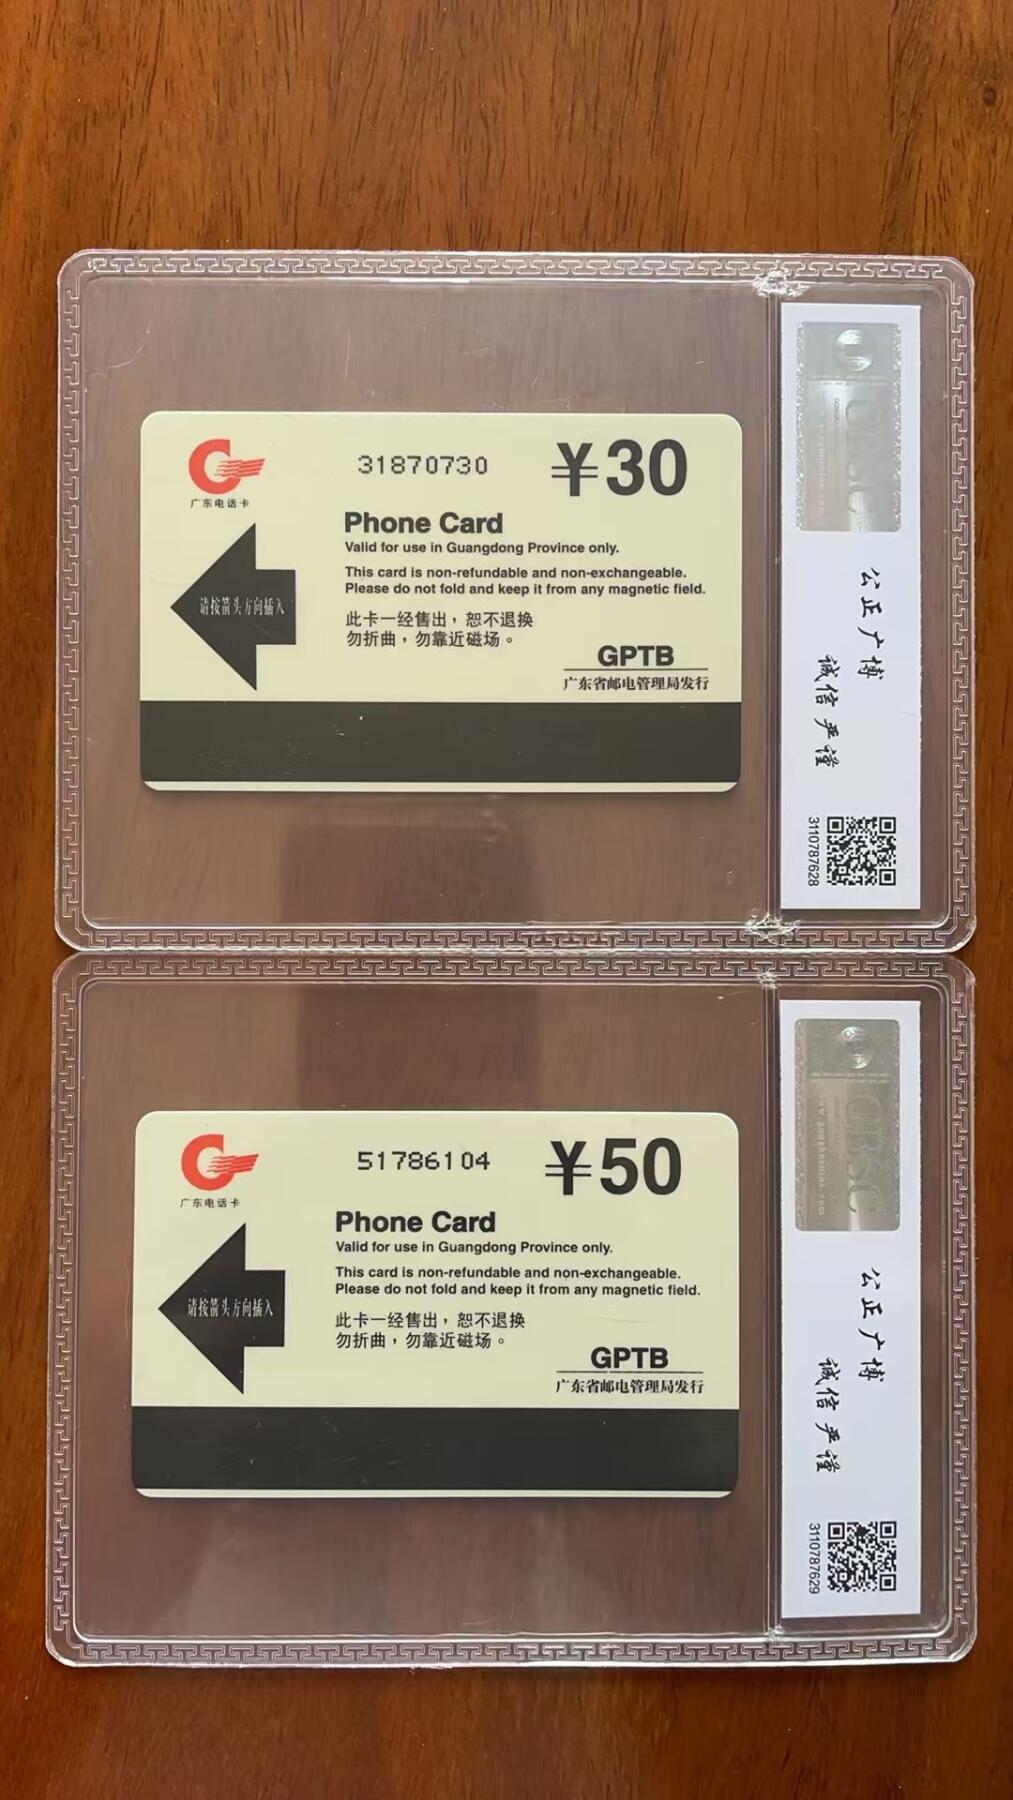 31870730
¥30
广东电话卡
Phone Card
Valid for use in Guangdong Province only.
This card is non-refundable and non-exchangeable.
Please do not fold and keep it from any magnetic field.
请按箭头方向插入
此卡一经售出，恕不退换
勿折曲，勿靠近磁场。
GPTB
广东省邮电管理局发行
公正广博
诚信严谨
3110787628
51786104
¥50
广东电话卡
Phone Card
Valid for use in Guangdong Province only.
This card is non-refundable and non-exchangeable.
Please do not fold and keep it from any magnetic field.
请按箭头方向插入
此卡一经售出，恕不退换
勿折曲，勿靠近磁场。
GPTB
广东省邮电管理局发行
公正广博
诚信严谨
3110787629